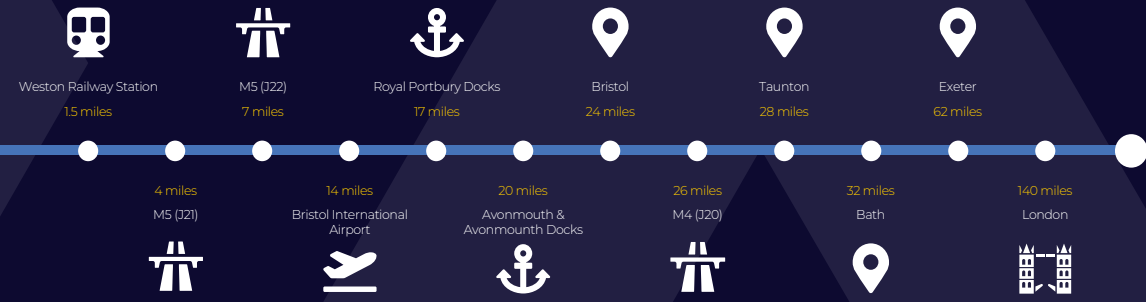 Weston Railway Station
1.5 miles
M5 (J22)
7 miles
Royal Portbury Docks
17 miles
Bristol
24 miles
Taunton
28 miles
Exeter
62 miles
4 miles
M5 (J21)
14 miles
Bristol International
Airport
20 miles
Avonmouth &
Avonmounth Docks
26 miles
M4 (J20)
32 miles
Bath
140 miles
London